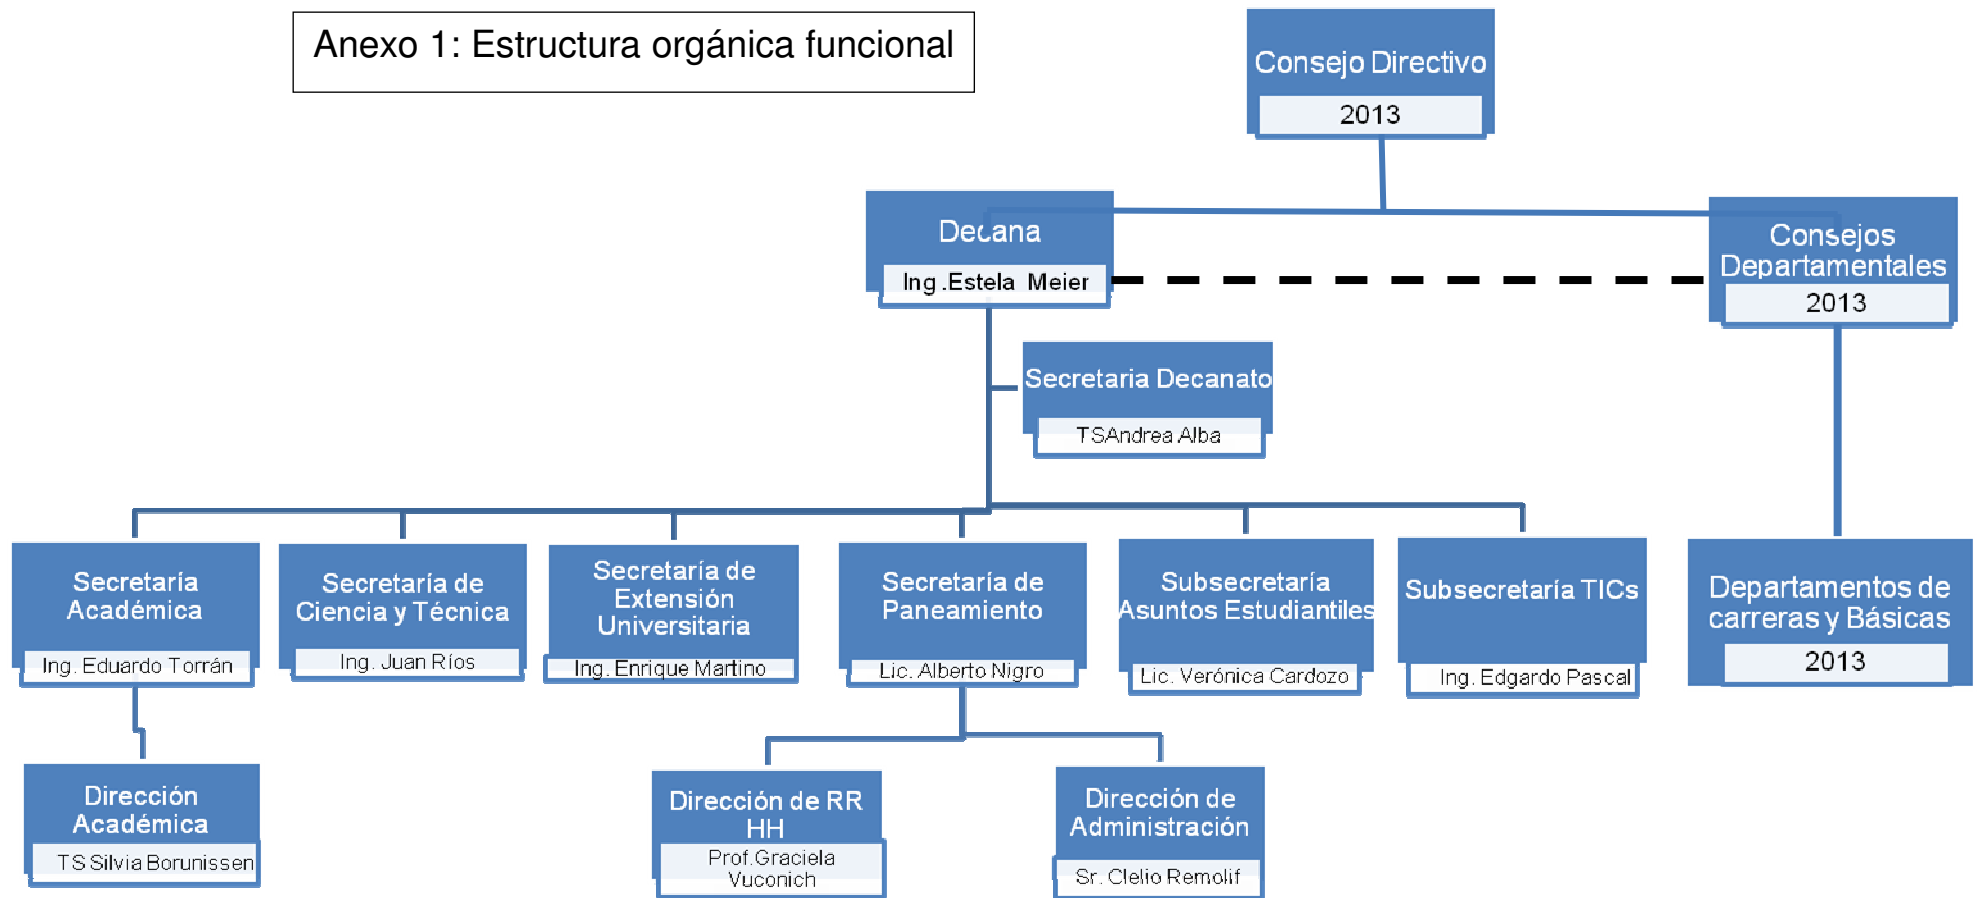 Anexo 1: Estructura orgánica funcional
Consejo Directivo
2013
Decana
Ing .Estela Meier
Consejos
Departamentales
2013
Secretaria Decanato
TSAndrea Alba
Secretaría
Académica
Ing. Eduardo Torrán
Secretaría de
Ciencia y Técnica
Ing. Juan Ríos
Secretaría de
Extensión
Universitaria
Ing. Enrique Martino
Secretaría de
Paneamiento
Lic. Alberto Nigro
Subsecretaría
Asuntos Estudiantiles
Lic. Verónica Cardozo
Subsecretaría TICs
Ing. Edgardo Pascal
Departamentos de
carreras y Básicas
2013
Dirección
Académica
TS Silvia Borunissen
Dirección de RR
HH
Prof.Graciela
Vuconich
Dirección de
Administración
Sr. Clelio Remolif